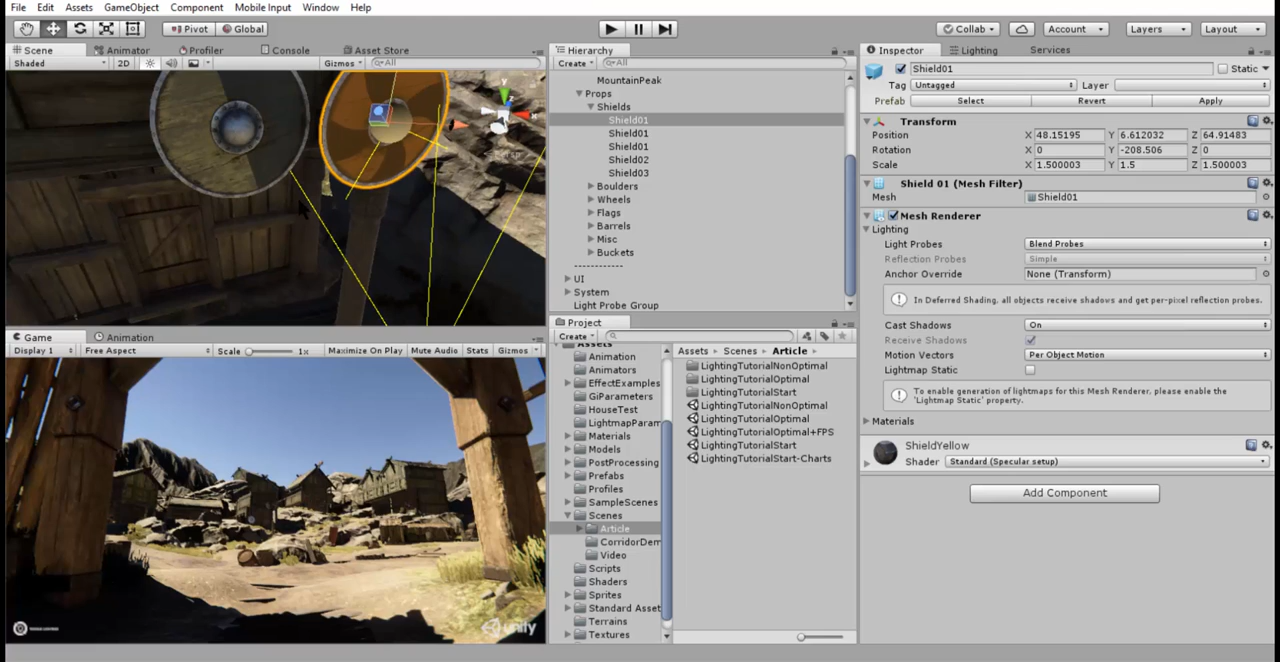 File Edit Assets GameObject Component Mobile Input Window Help
Pivot Global Collab Account Layers Layout
Scene Animator Profiler Console Asset Store
Shaded 2D Gizmos All
Persp
Game Animation
Display 1 Free Aspect Scale 1x Maximize On Play Mute Audio Stats Gizmos
unity
Hierarchy
Create All
MountainPeak
Props
Shields
Shield01
Shield01
Shield01
Shield02
Shield03
Boulders
Wheels
Flags
Barrels
Misc
Buckets
------------
UI
System
Light Probe Group
Project
Create
Assets
Animation
Animators
EffectExamples
GiParameters
HouseTest
LightmapParam
Materials
Models
PostProcessing
Prefabs
Profiles
SampleScenes
Scenes
Article
CorridorDem
Video
Scripts
Shaders
Sprites
Standard Asset
Terrains
Textures
Assets Scenes Article
LightingTutorialNonOptimal
LightingTutorialOptimal
LightingTutorialStart
LightingTutorialNonOptimal
LightingTutorialOptimal
LightingTutorialOptimal+FPS
LightingTutorialStart
LightingTutorialStart-Charts
Inspector Lighting Services
Shield01 Static
Tag Untagged Layer
Prefab Select Revert Apply
Transform
Position X 48.15195 Y 6.612032 Z 64.91483
Rotation X 0 Y -208.506 Z 0
Scale X 1.500003 Y 1.5 Z 1.500003
Shield 01 (Mesh Filter)
Mesh Shield01
Mesh Renderer
Lighting
Light Probes Blend Probes
Reflection Probes Simple
Anchor Override None (Transform)
In Deferred Shading, all objects receive shadows and get per-pixel reflection probes.
Cast Shadows On
Receive Shadows
Motion Vectors Per Object Motion
Lightmap Static
To enable generation of lightmaps for this Mesh Renderer, please enable the
'Lightmap Static' property.
Materials
ShieldYellow
Shader Standard (Specular setup)
Add Component